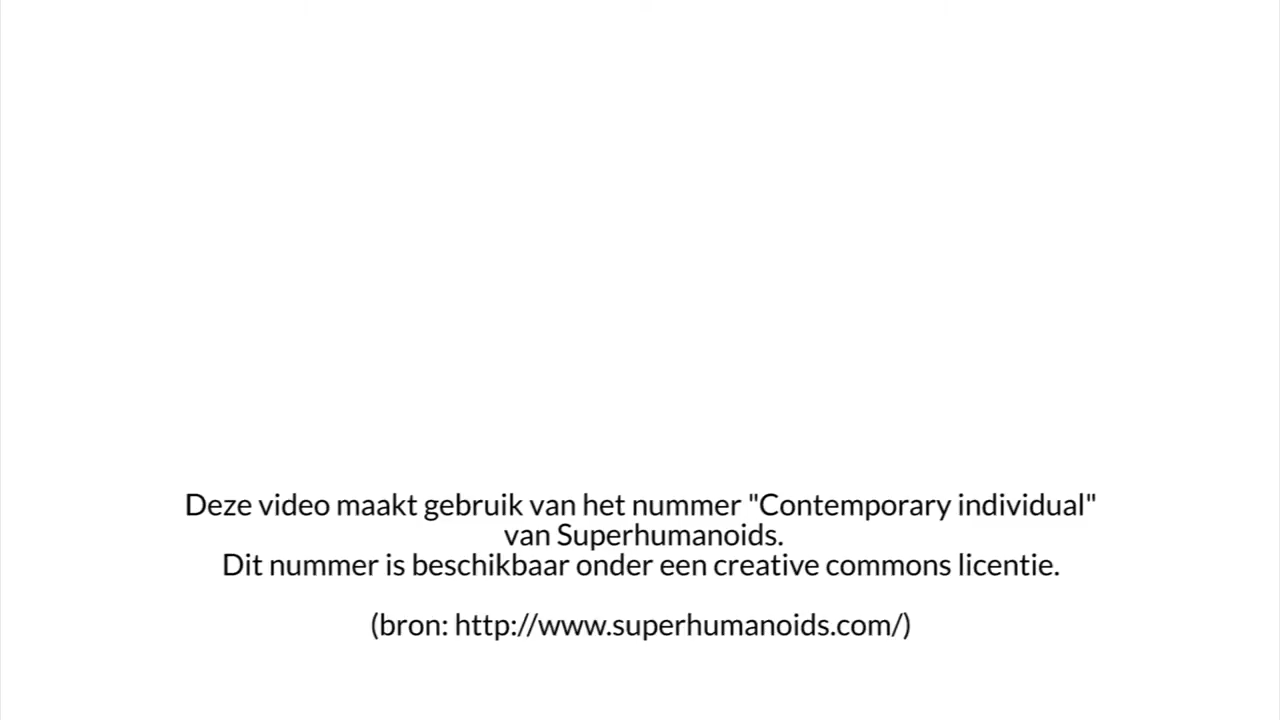 Deze video maakt gebruik van het nummer "Contemporary individual"
van Superhumanoids.
Dit nummer is beschikbaar onder een creative commons licentie.
(bron: http://www.superhumanoids.com/)